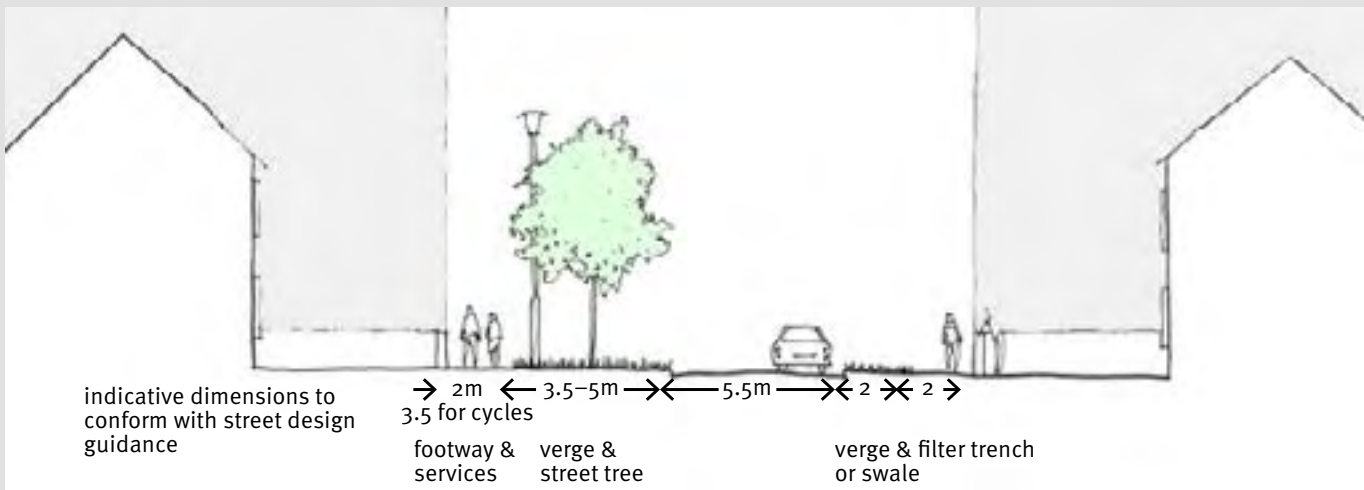 2m
3.5–5m
5.5m
2
2
3.5 for cycles
indicative dimensions to
conform with street design
guidance
footway &
services
verge &
street tree
verge & filter trench
or swale